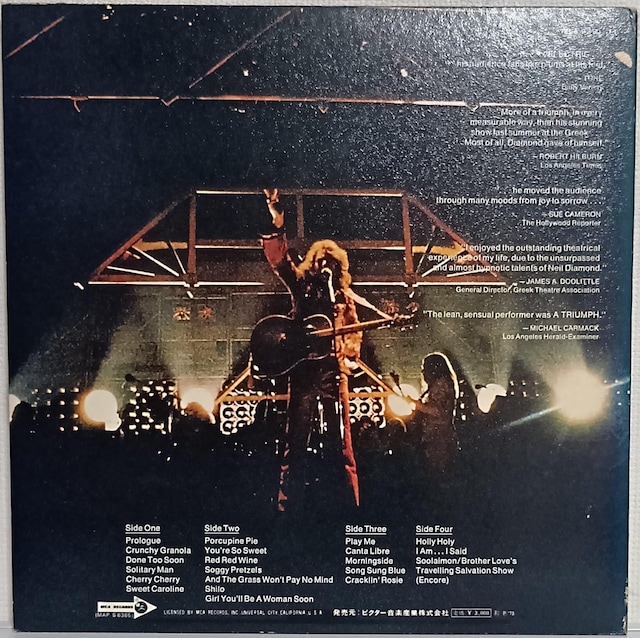 ELECTRIC
TIME
"More of a triumph, in every
measurable way, than his stunning
show last summer at the Greek...
Most of all, Diamond gave of himself."
— ROBERT HILBURN
Los Angeles Times
he moved the audience
through many moods from joy to sorrow....
— SUE CAMERON
The Hollywood Reporter
"I enjoyed the outstanding theatrical
experience of my life, due to the unsurpassed
and almost hypnotic talents of Neil Diamond."
— JAMES A. DOOLITTLE
General Director, Greek Theatre Association
"The lean, sensual performer was A TRIUMPH."
— MICHAEL CARMACK
Los Angeles Herald-Examiner
Side One
Prologue
Crunchy Granola
Done Too Soon
Solitary Man
Cherry Cherry
Sweet Caroline
Side Two
Porcupine Pie
You're So Sweet
Red Red Wine
Soggy Pretzels
And The Grass Won't Pay No Mind
Shilo
Girl You'll Be A Woman Soon
Side Three
Play Me
Canta Libre
Morningside
Song Sung Blue
Cracklin' Rosie
Side Four
Holly Holy
I Am... I Said
Soolaimon/Brother Love's
Travelling Salvation Show
(Encore)
MCA RECORDS
LICENSED BY MCA RECORDS, INC. UNIVERSAL CITY, CALIFORNIA, U.S.A. 発売元:ビクター音楽産業株式会社